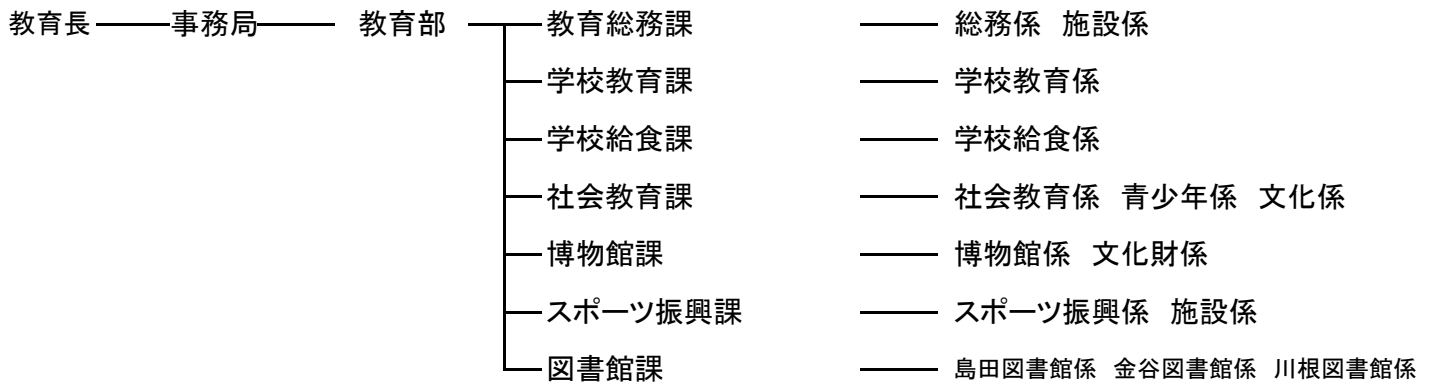 教育長 事務局 教育部 教育総務課 総務係 施設係
学校教育課 学校教育係
学校給食課 学校給食係
社会教育課 社会教育係 青少年係 文化係
博物館課 博物館係 文化財係
スポーツ振興課 スポーツ振興係 施設係
図書館課 島田図書館係 金谷図書館係 川根図書館係